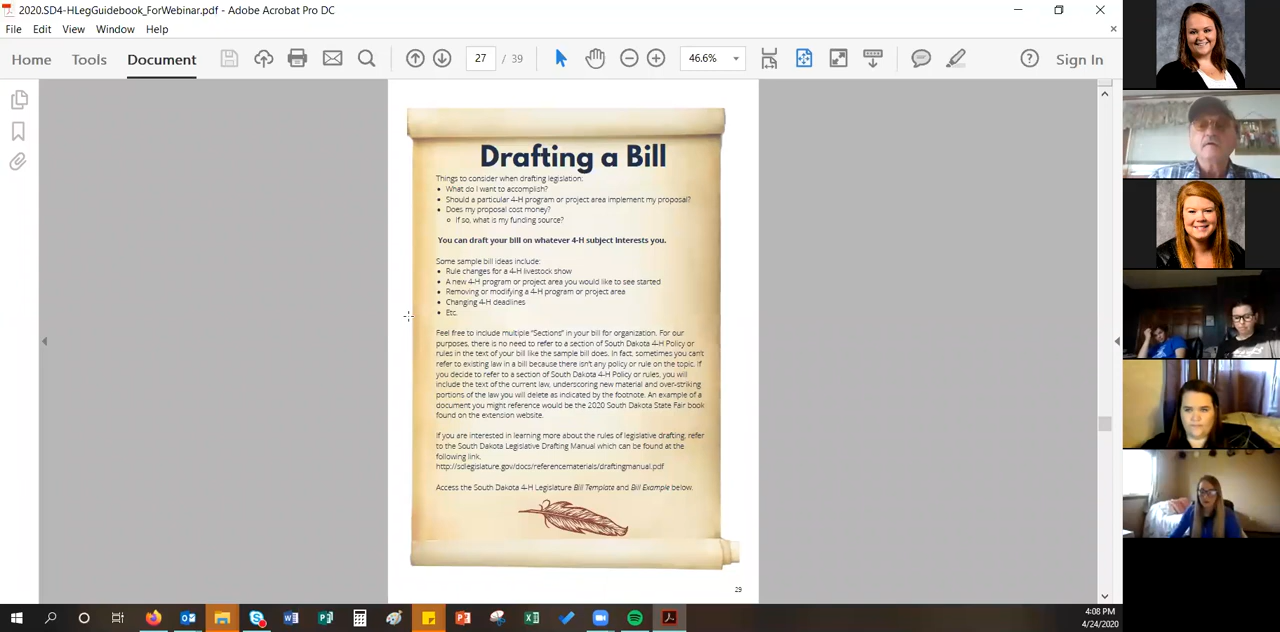 2020.SD4-HLegGuidebook_ForWebinar.pdf - Adobe Acrobat Pro DC
File Edit View Window Help
Home Tools Document 27 / 39 46.6% Sign In
Drafting a Bill
Things to consider when drafting legislation:
• What do I want to accomplish?
• Should a particular 4-H program or project area implement my proposal?
• Does my proposal cost money?
○ If so, what is my funding source?
You can draft your bill on whatever 4-H subject interests you.
Some sample bill ideas include:
• Rule changes for a 4-H livestock show
• A new 4-H program or project area you would like to see started
• Removing or modifying a 4-H program or project area
• Changing 4-H deadlines
• Etc.
Feel free to include multiple "Sections" in your bill for organization. For our
purposes, there is no need to refer to a section of South Dakota 4-H Policy or
rules in the text of your bill like the sample bill does. In fact, sometimes you can't
refer to existing law in a bill because there isn't any policy or rule on the topic. If
you decide to refer to a section of South Dakota 4-H Policy or rules, you will
include the text of the current law, underscoring new material and over-striking
portions of the law you will delete as indicated by the footnote. An example of a
document you might reference would be the 2020 South Dakota State Fair book
found on the extension website.
If you are interested in learning more about the rules of legislative drafting, refer
to the South Dakota Legislative Drafting Manual which can be found at the
following link.
http://sdlegislature.gov/docs/referencematerials/draftingmanual.pdf
Access the South Dakota 4-H Legislature Bill Template and Bill Example below.
29
4:08 PM
4/24/2020